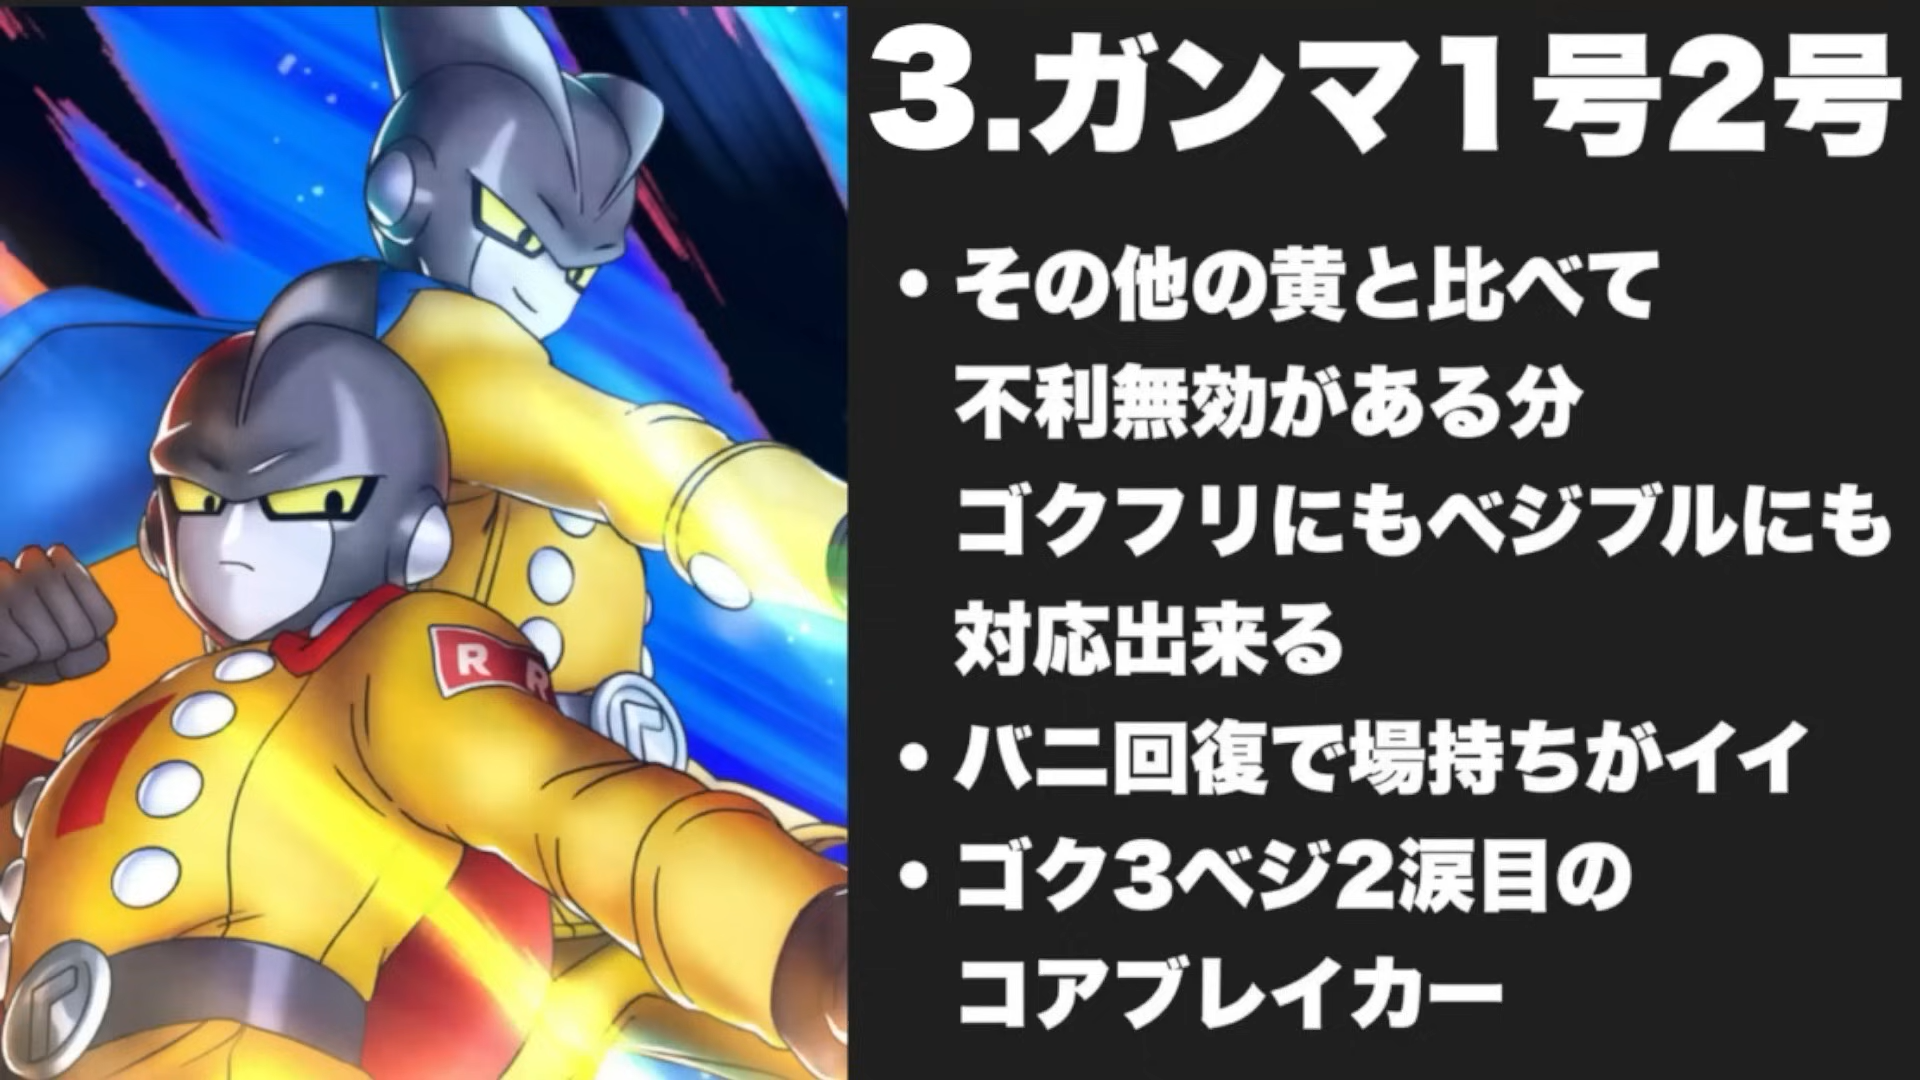 3.ガンマ1号2号
・その他の黄と比べて
不利無効がある分
ゴクフリにもベジブルにも
対応出来る
・バニ回復で場持ちがイイ
・ゴク3ベジ2涙目の
コアブレイカー
R R